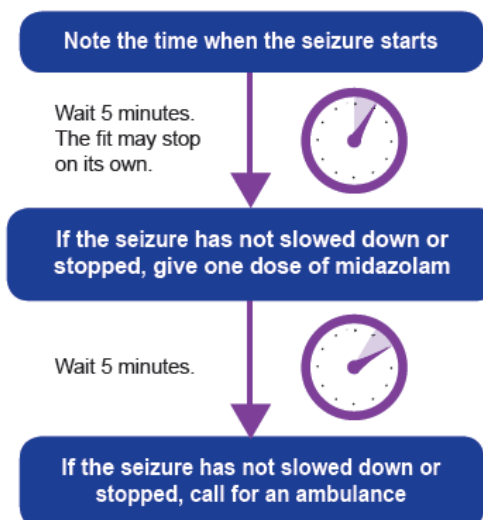 Note the time when the seizure starts
Wait 5 minutes.
The fit may stop
on its own.
If the seizure has not slowed down or
stopped, give one dose of midazolam
Wait 5 minutes.
If the seizure has not slowed down or
stopped, call for an ambulance